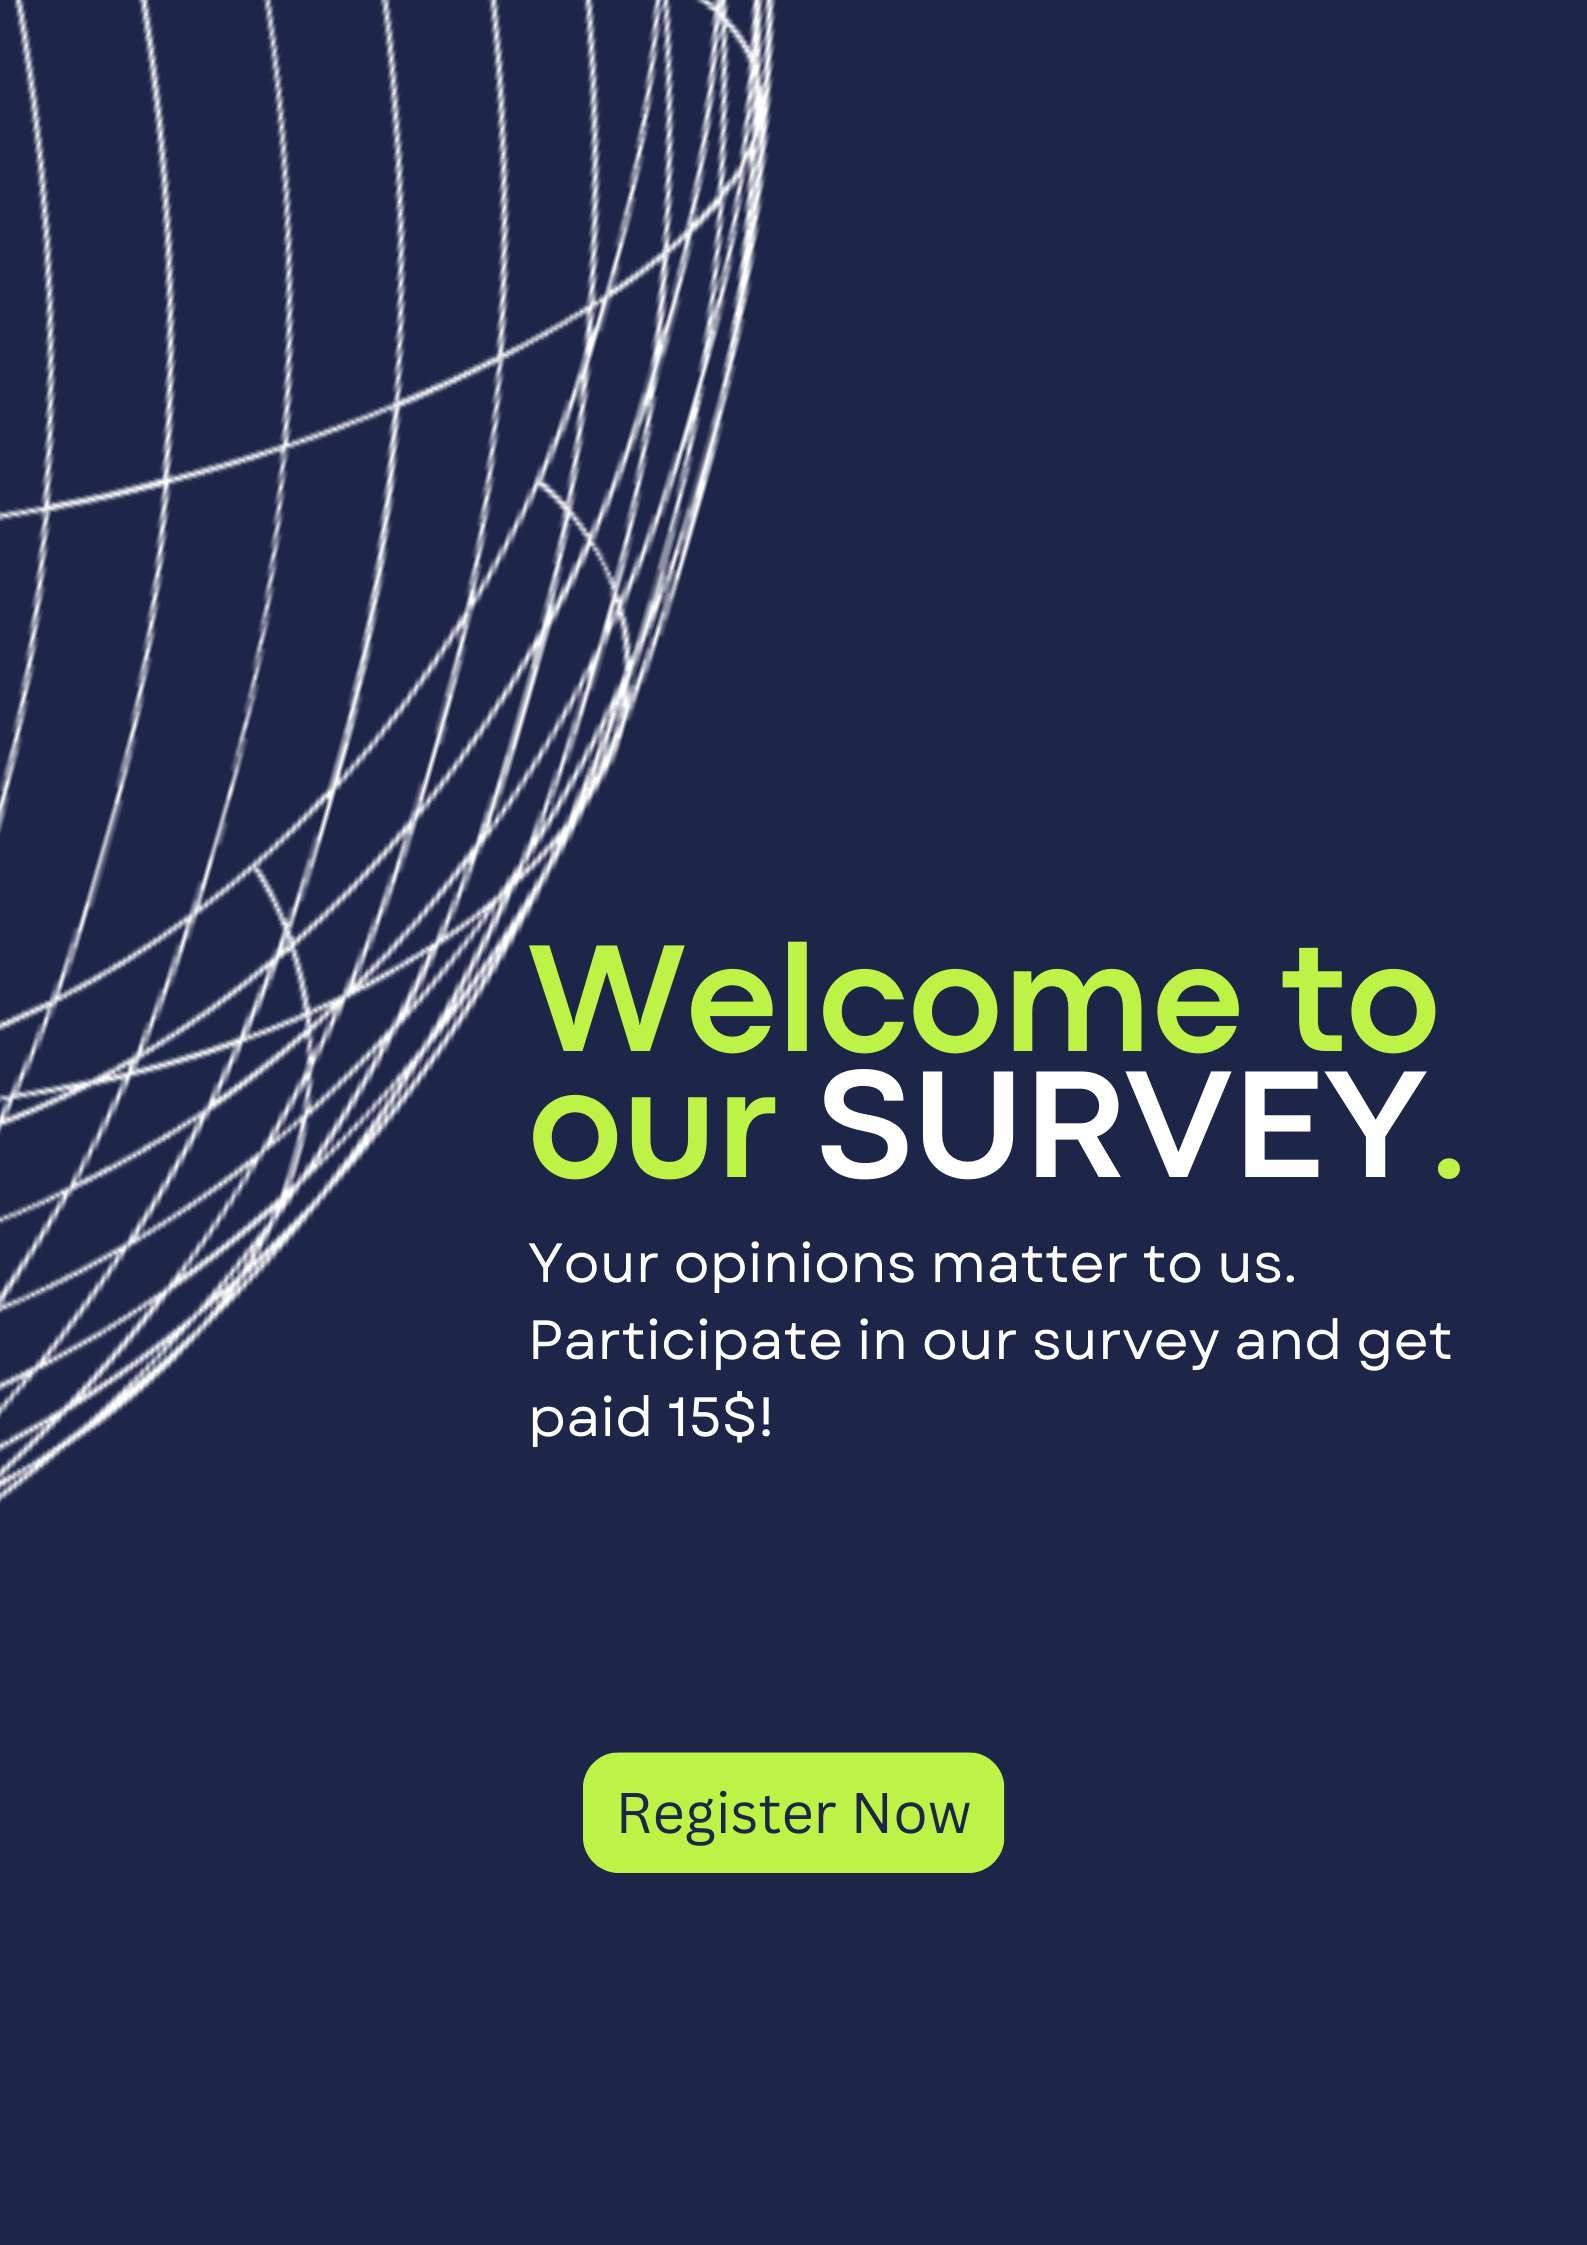 Welcome to
our SURVEY.
Your opinions matter to us.
Participate in our survey and get
paid 15$!
Register Now